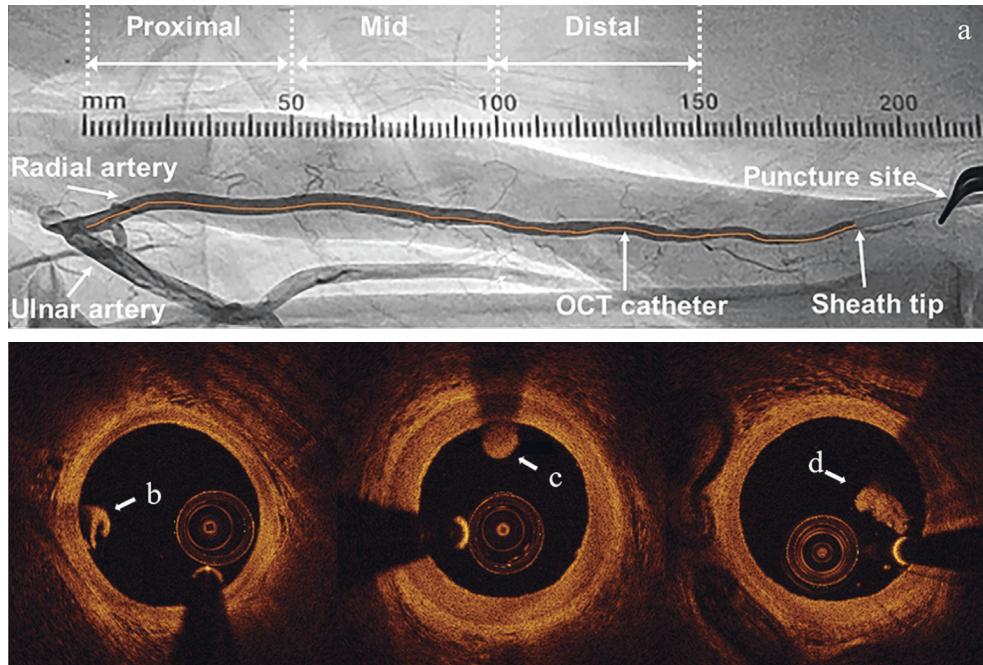 Proximal Mid Distal a
mm 50 100 150 200
Radial artery
Puncture site
Ulnar artery OCT catheter Sheath tip
b c d